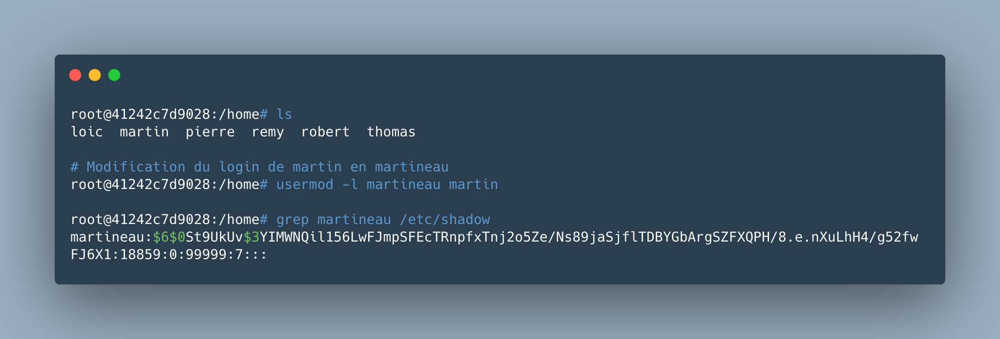 root@41242c7d9028:/home# ls
loic  martin  pierre  remy  robert  thomas
# Modification du login de martin en martineau
root@41242c7d9028:/home# usermod -l martineau martin
root@41242c7d9028:/home# grep martineau /etc/shadow
martineau:$6$0St9UkUv$3YIMWNQil156LwFJmpSFEcTRnpfxTnj2o5Ze/Ns89jaSjflTDBYGbArgSZFXQPH/8.e.nXuLhH4/g52fw
FJ6X1:18859:0:99999:7:::